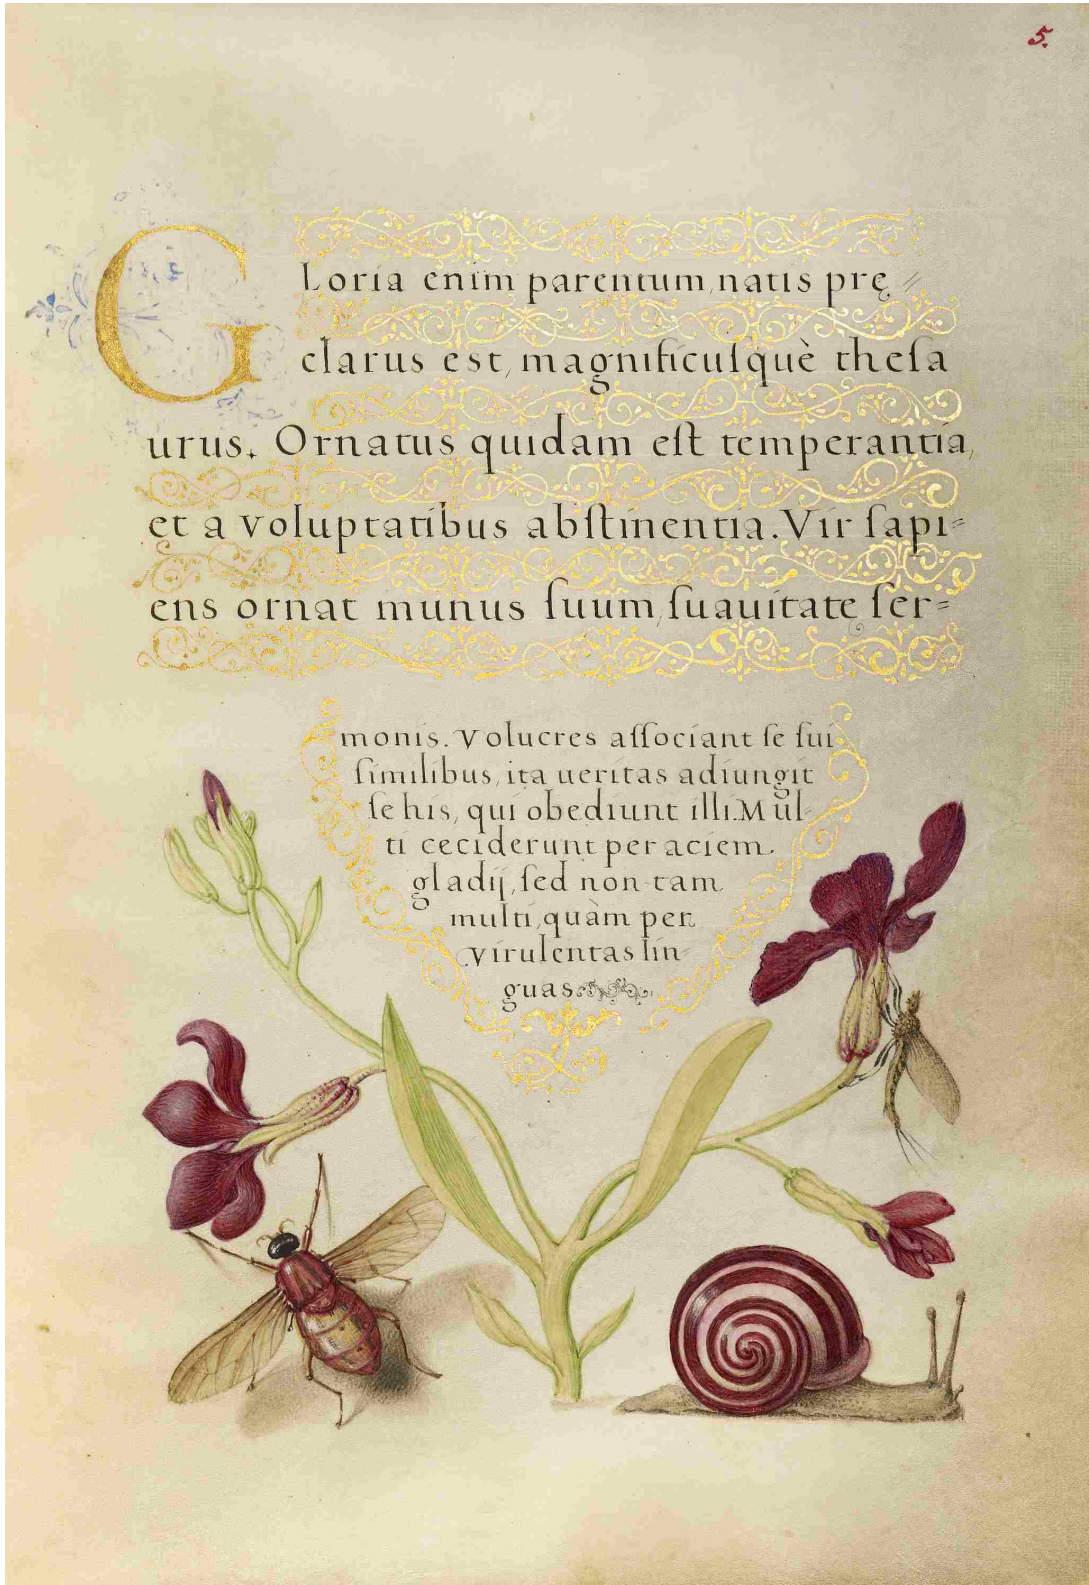 5.
GLoria enim parentum, natis prę=
clarus est, magnificuſquè theſa
urus. Ornatus quidam eſt temperantia,
et a voluptatibus abſtinentia. Vir ſapi=
ens ornat munus ſuum, ſuauitate ſer=
monis. Volucres aſſociant ſe ſui
ſimilibus, ita ueritas adiungit
ſe his, qui obediunt illi. Mul-
ti ceciderunt per aciem
gladij, ſed non tam
multi, quàm per
virulentas lin=
guas